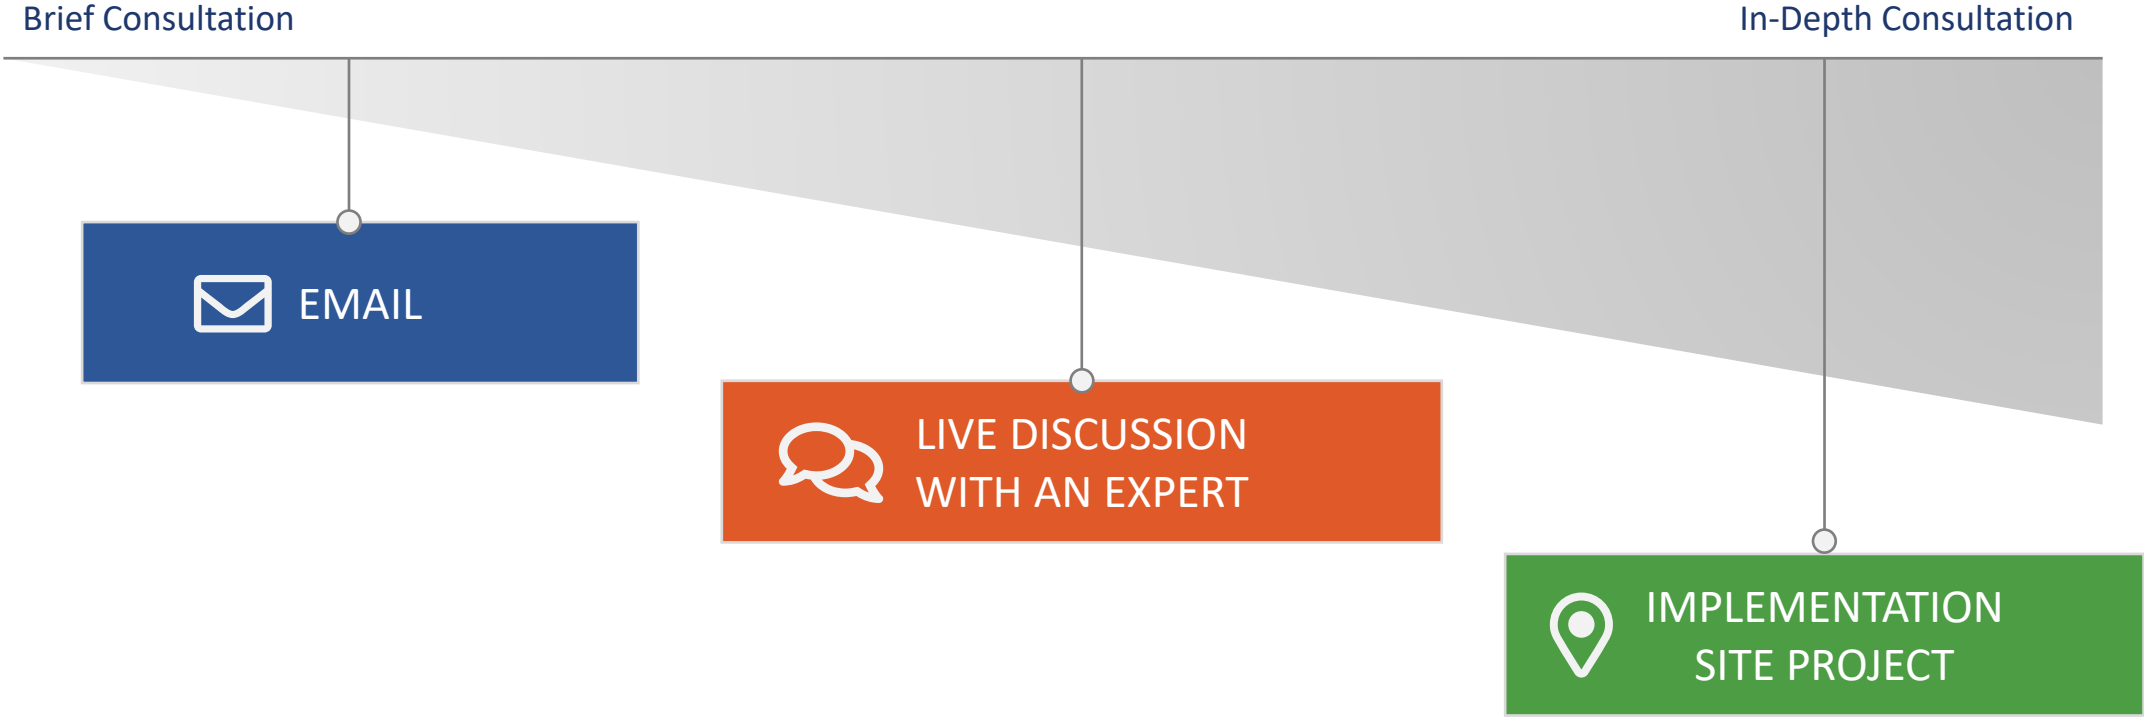 Brief Consultation
In-Depth Consultation
EMAIL
LIVE DISCUSSION
WITH AN EXPERT
IMPLEMENTATION
SITE PROJECT